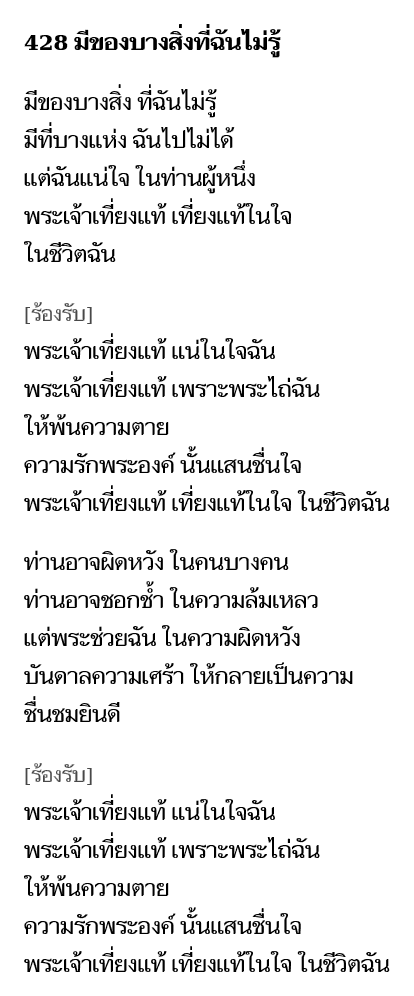 428 มีของบางสิ่งที่ฉันไม่รู้
มีของบางสิ่ง ที่ฉันไม่รู้
มีที่บางแห่ง ฉันไปไม่ได้
แต่ฉันแน่ใจ ในท่านผู้หนึ่ง
พระเจ้าเที่ยงแท้ เที่ยงแท้ในใจ
ในชีวิตฉัน
[ร้องรับ]
พระเจ้าเที่ยงแท้ แน่ในใจฉัน
พระเจ้าเที่ยงแท้ เพราะพระไถ่ฉัน
ให้พ้นความตาย
ความรักพระองค์ นั้นแสนชื่นใจ
พระเจ้าเที่ยงแท้ เที่ยงแท้ในใจ ในชีวิตฉัน
ท่านอาจผิดหวัง ในคนบางคน
ท่านอาจชอกช้ำ ในความล้มเหลว
แต่พระช่วยฉัน ในความผิดหวัง
บันดาลความเศร้า ให้กลายเป็นความ
ชื่นชมยินดี
[ร้องรับ]
พระเจ้าเที่ยงแท้ แน่ในใจฉัน
พระเจ้าเที่ยงแท้ เพราะพระไถ่ฉัน
ให้พ้นความตาย
ความรักพระองค์ นั้นแสนชื่นใจ
พระเจ้าเที่ยงแท้ เที่ยงแท้ในใจ ในชีวิตฉัน